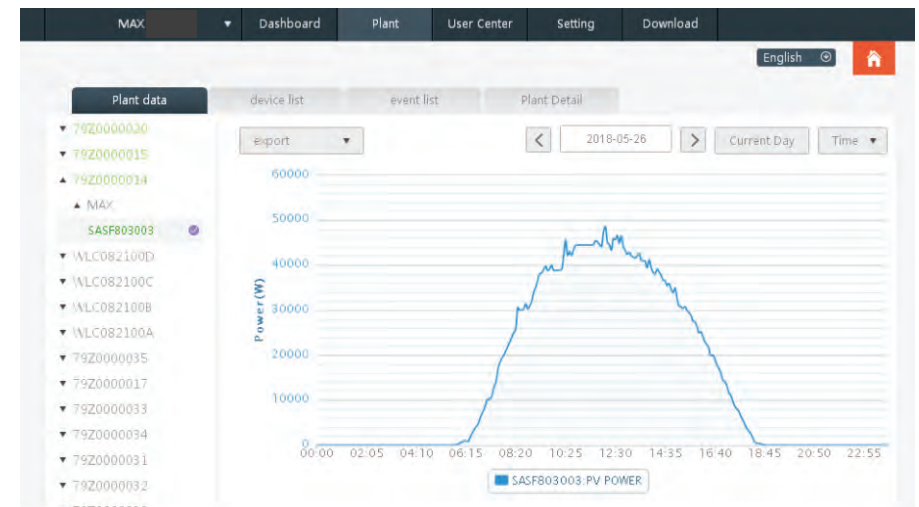 MAX Dashboard Plant User Center Setting Download
English
Plant data device list event list Plant Detail
export 2018-05-26 Current Day Time
79Z0000020
79Z0000015
79Z0000014
MAX
SASF803003
WLC082100D
WLC082100C
WLC082100B
WLC082100A
79Z0000035
79Z0000017
79Z0000033
79Z0000034
79Z0000031
79Z0000032
Power(W)
60000
50000
40000
30000
20000
10000
0
00:00 02:05 04:10 06:15 08:20 10:25 12:30 14:35 16:40 18:45 20:50 22:55
SASF803003:PV POWER